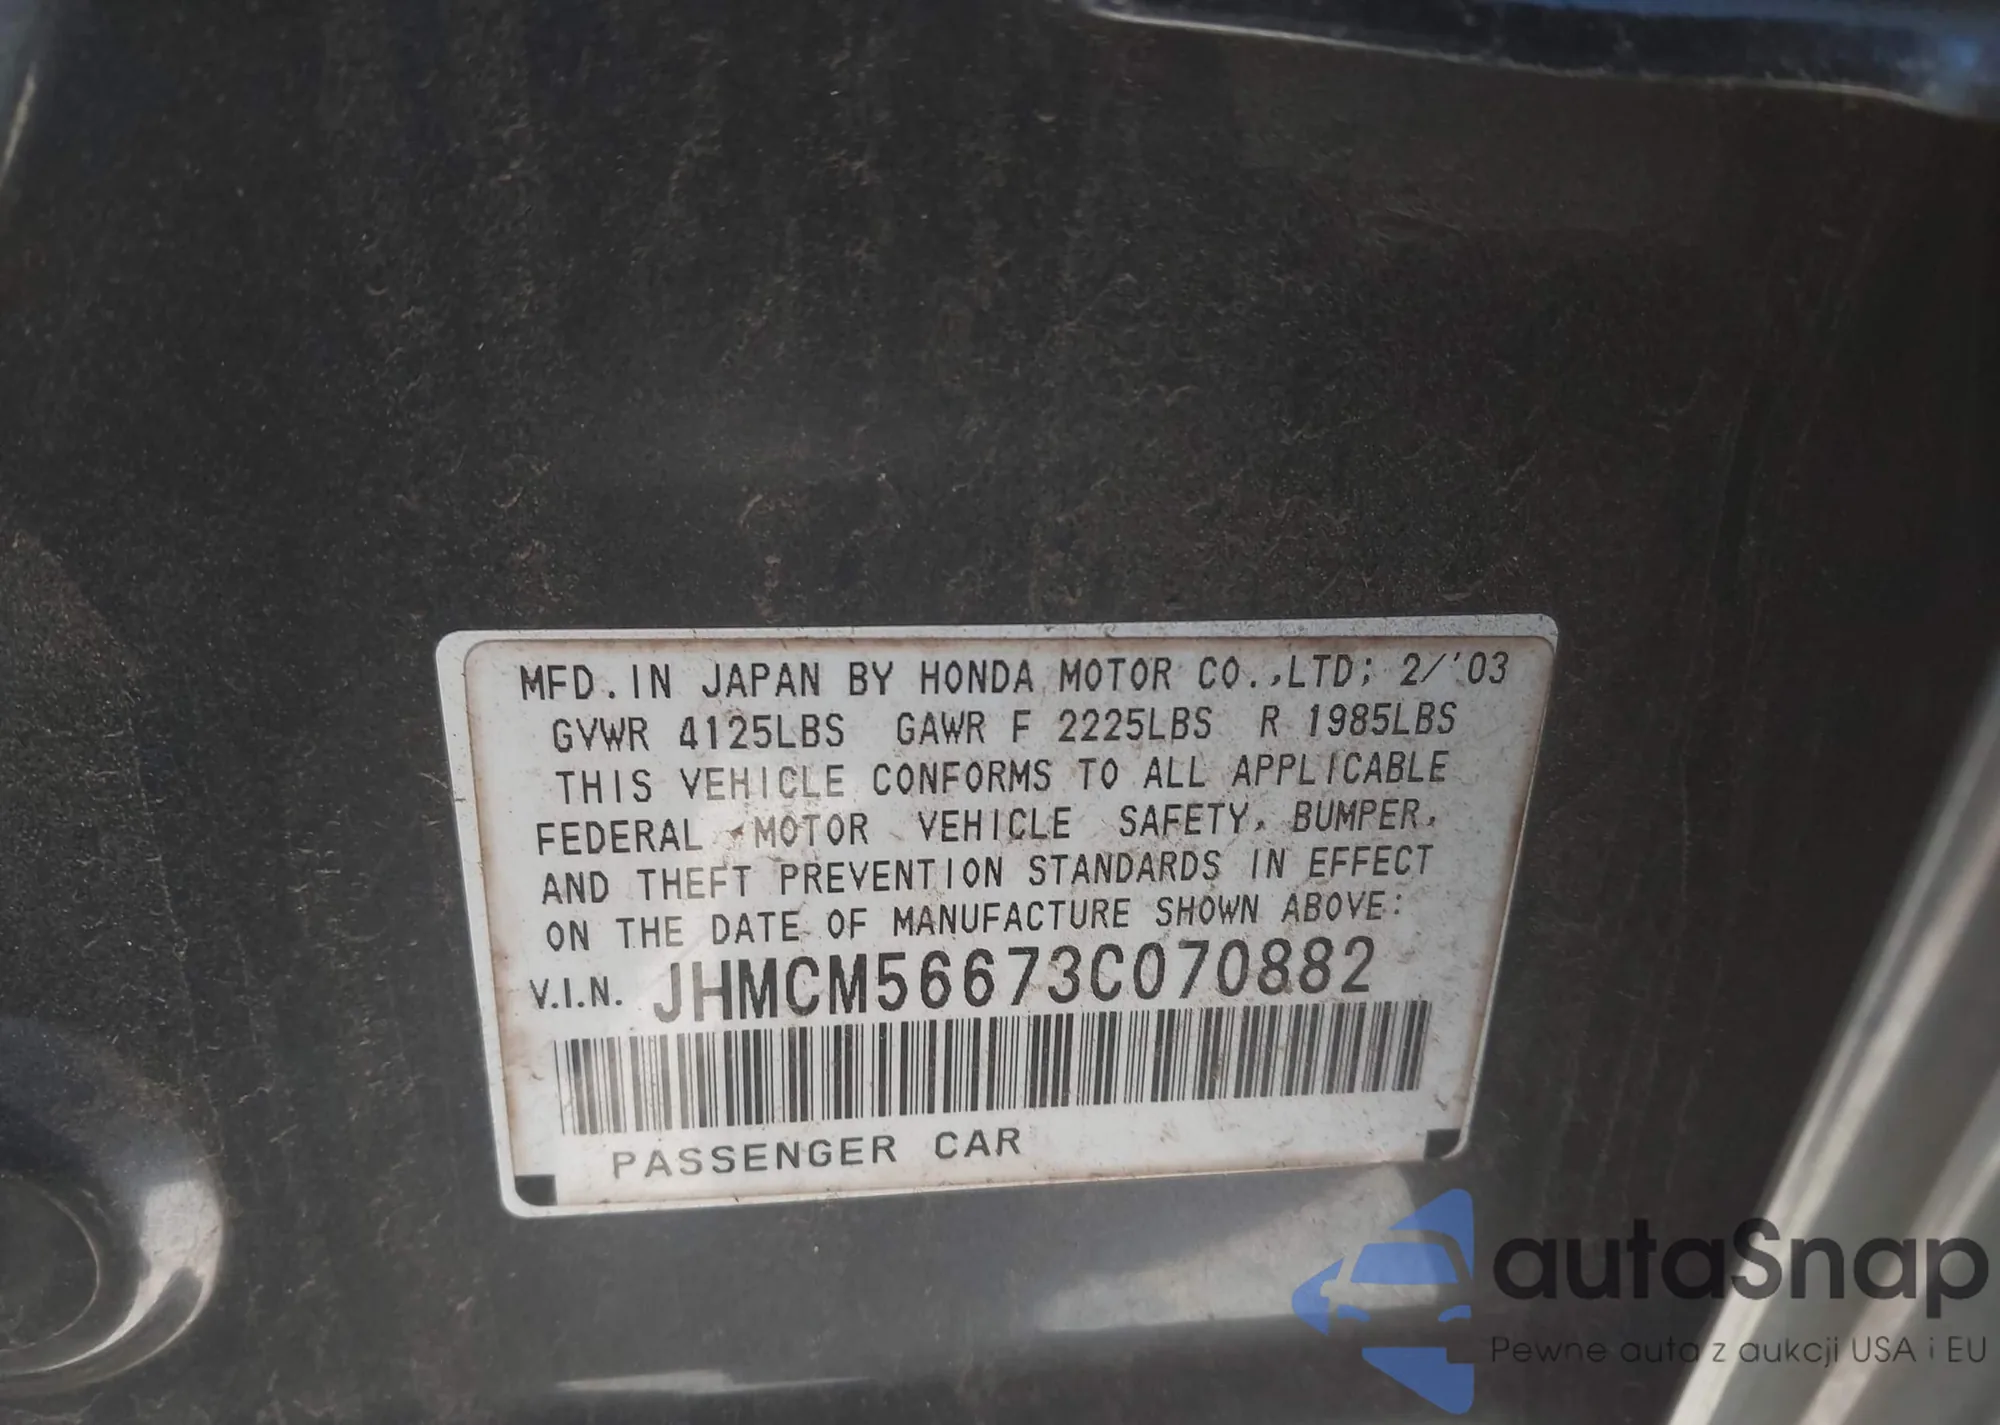 MFD. IN JAPAN BY HONDA MOTOR CO.,LTD; 2/'03
GVWR 4125LBS GAWR F 2225LBS R 1985LBS
THIS VEHICLE CONFORMS TO ALL APPLICABLE
FEDERAL MOTOR VEHICLE SAFETY, BUMPER,
AND THEFT PREVENTION STANDARDS IN EFFECT
ON THE DATE OF MANUFACTURE SHOWN ABOVE:
V.I.N. JHMCM56673C070882
PASSENGER CAR
autaSnap
Pewne auta z aukcji USA i EU